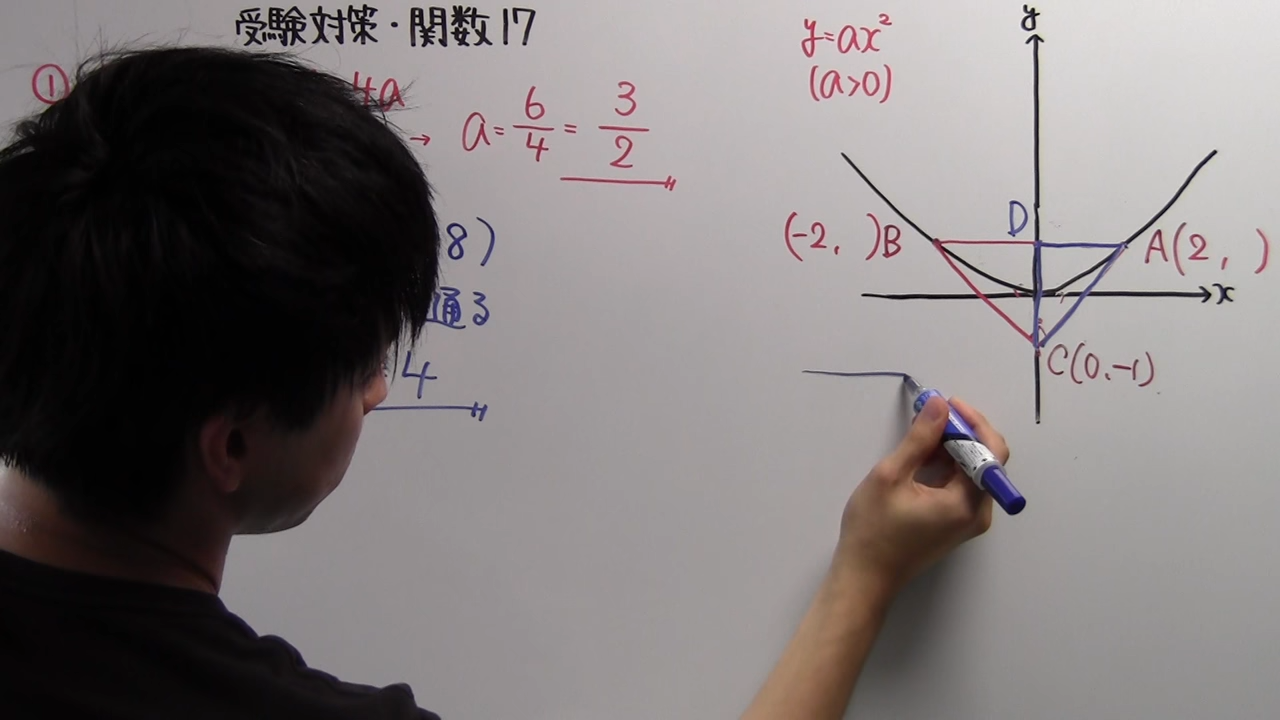 受験対策・関数17
① 4a
→ a=6/4=3/2
8)
通る
4
y=ax²
(a>0)
y
D
(-2, )B
A(2, )
x
C(0,-1)